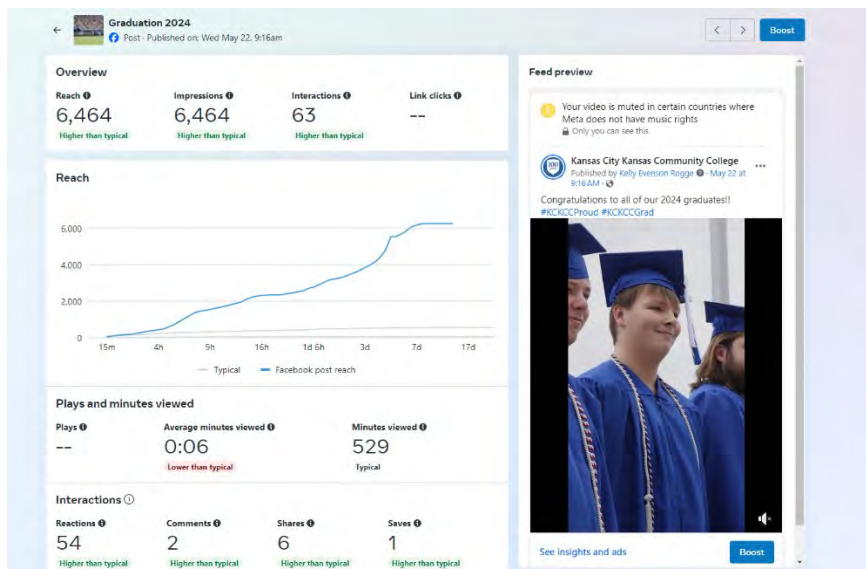 Graduation 2024
Post · Published on: Wed May 22, 9:16am
Boost
Overview
Reach
Impressions
Interactions
Link clicks
6,464
6,464
63
--
Higher than typical
Higher than typical
Higher than typical
Reach
6,000
4,000
2,000
0
15m 4h 9h 16h 1d 6h 3d 7d 17d
Typical
Facebook post reach
Plays and minutes viewed
Plays
Average minutes viewed
Minutes viewed
--
0:06
529
Lower than typical
Typical
Interactions
Reactions
Comments
Shares
Saves
54
2
6
1
Higher than typical
Higher than typical
Higher than typical
Higher than typical
Feed preview
Your video is muted in certain countries where
Meta does not have music rights
Only you can see this
Kansas City Kansas Community College
Published by Kelly Evenson Rogge · May 22 at
9:16 AM ·
Congratulations to all of our 2024 graduates!!
#KCKCCProud #KCKCCGrad
See insights and ads
Boost